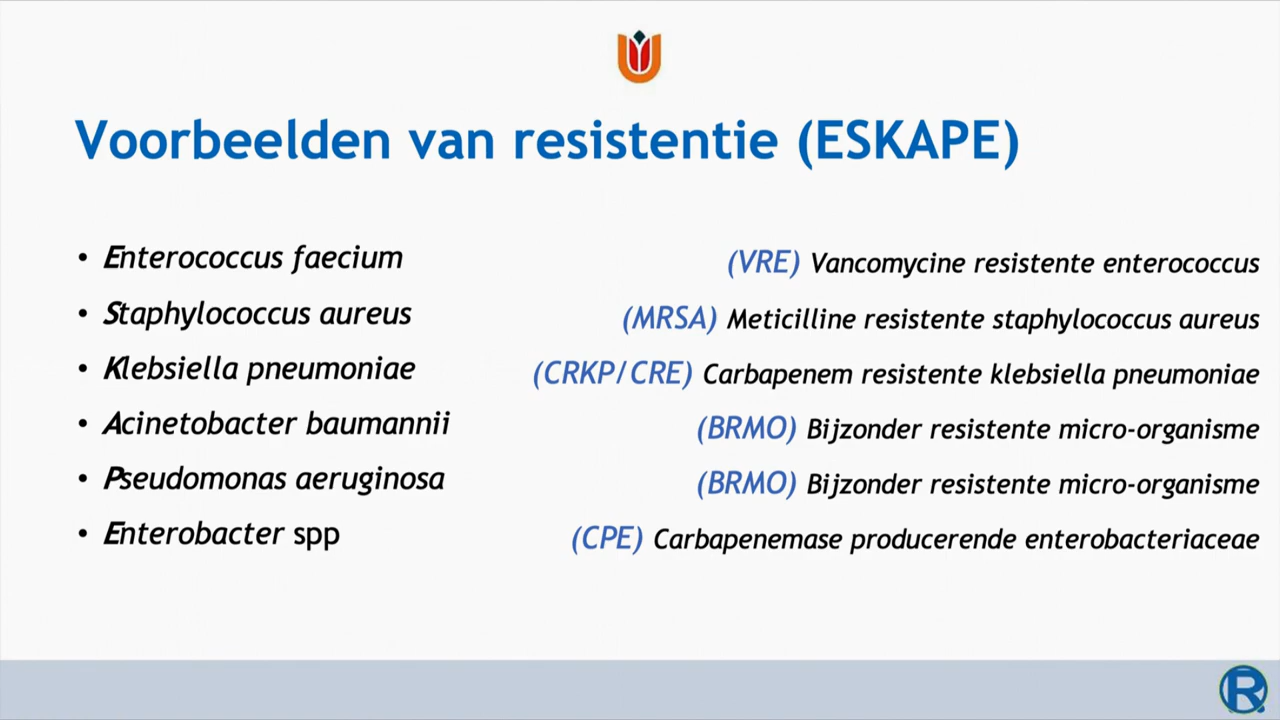 Voorbeelden van resistentie (ESKAPE)
• Enterococcus faecium (VRE) Vancomycine resistente enterococcus
• Staphylococcus aureus (MRSA) Meticilline resistente staphylococcus aureus
• Klebsiella pneumoniae (CRKP/CRE) Carbapenem resistente klebsiella pneumoniae
• Acinetobacter baumannii (BRMO) Bijzonder resistente micro-organisme
• Pseudomonas aeruginosa (BRMO) Bijzonder resistente micro-organisme
• Enterobacter spp (CPE) Carbapenemase producerende enterobacteriaceae
R